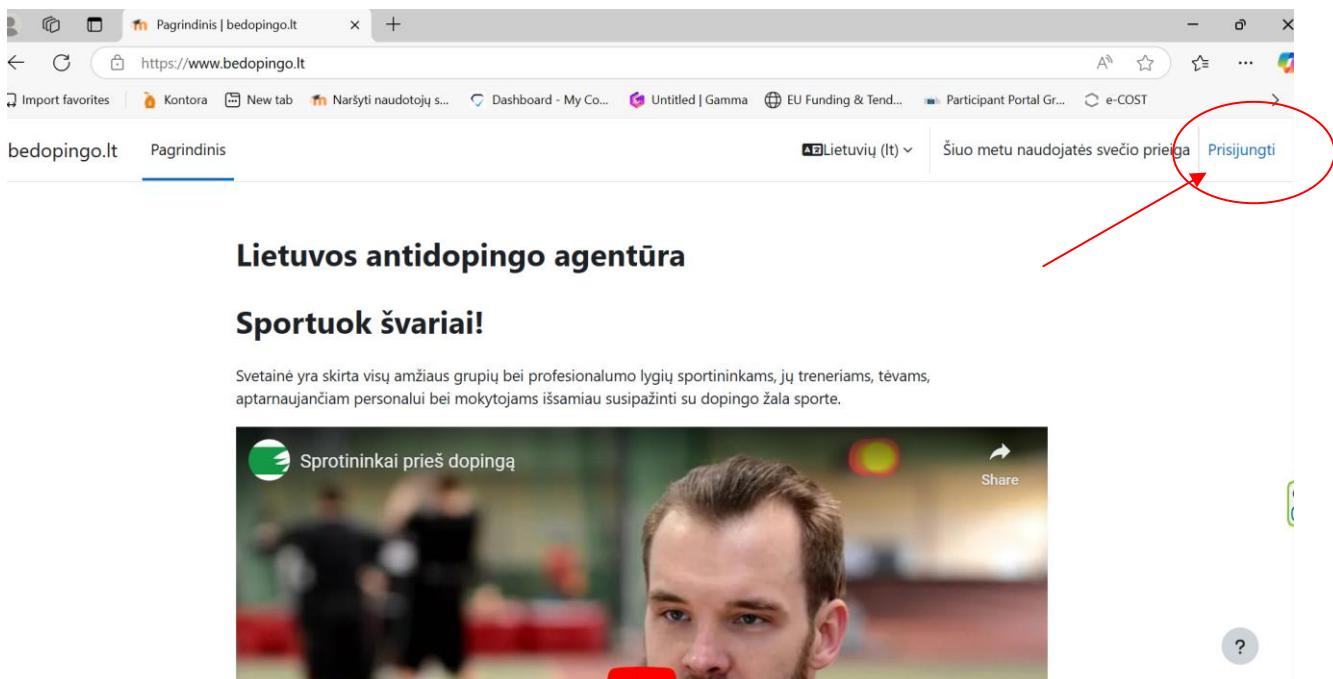 Pagrindinis | bedopingo.lt
https://www.bedopingo.lt
Import favorites Kontora New tab Naršyti naudotojų s... Dashboard - My Co... Untitled | Gamma EU Funding & Tend... Participant Portal Gr... e-COST
bedopingo.lt Pagrindinis Lietuvių (lt) Šiuo metu naudojatės svečio prieiga Prisijungti
Lietuvos antidopingo agentūra
Sportuok švariai!
Svetainė yra skirta visų amžiaus grupių bei profesionalumo lygių sportininkams, jų treneriams, tėvams,
aptarnaujančiam personalui bei mokytojams išsamiau susipažinti su dopingo žala sporte.
Sprotininkai prieš dopingą
Share
?